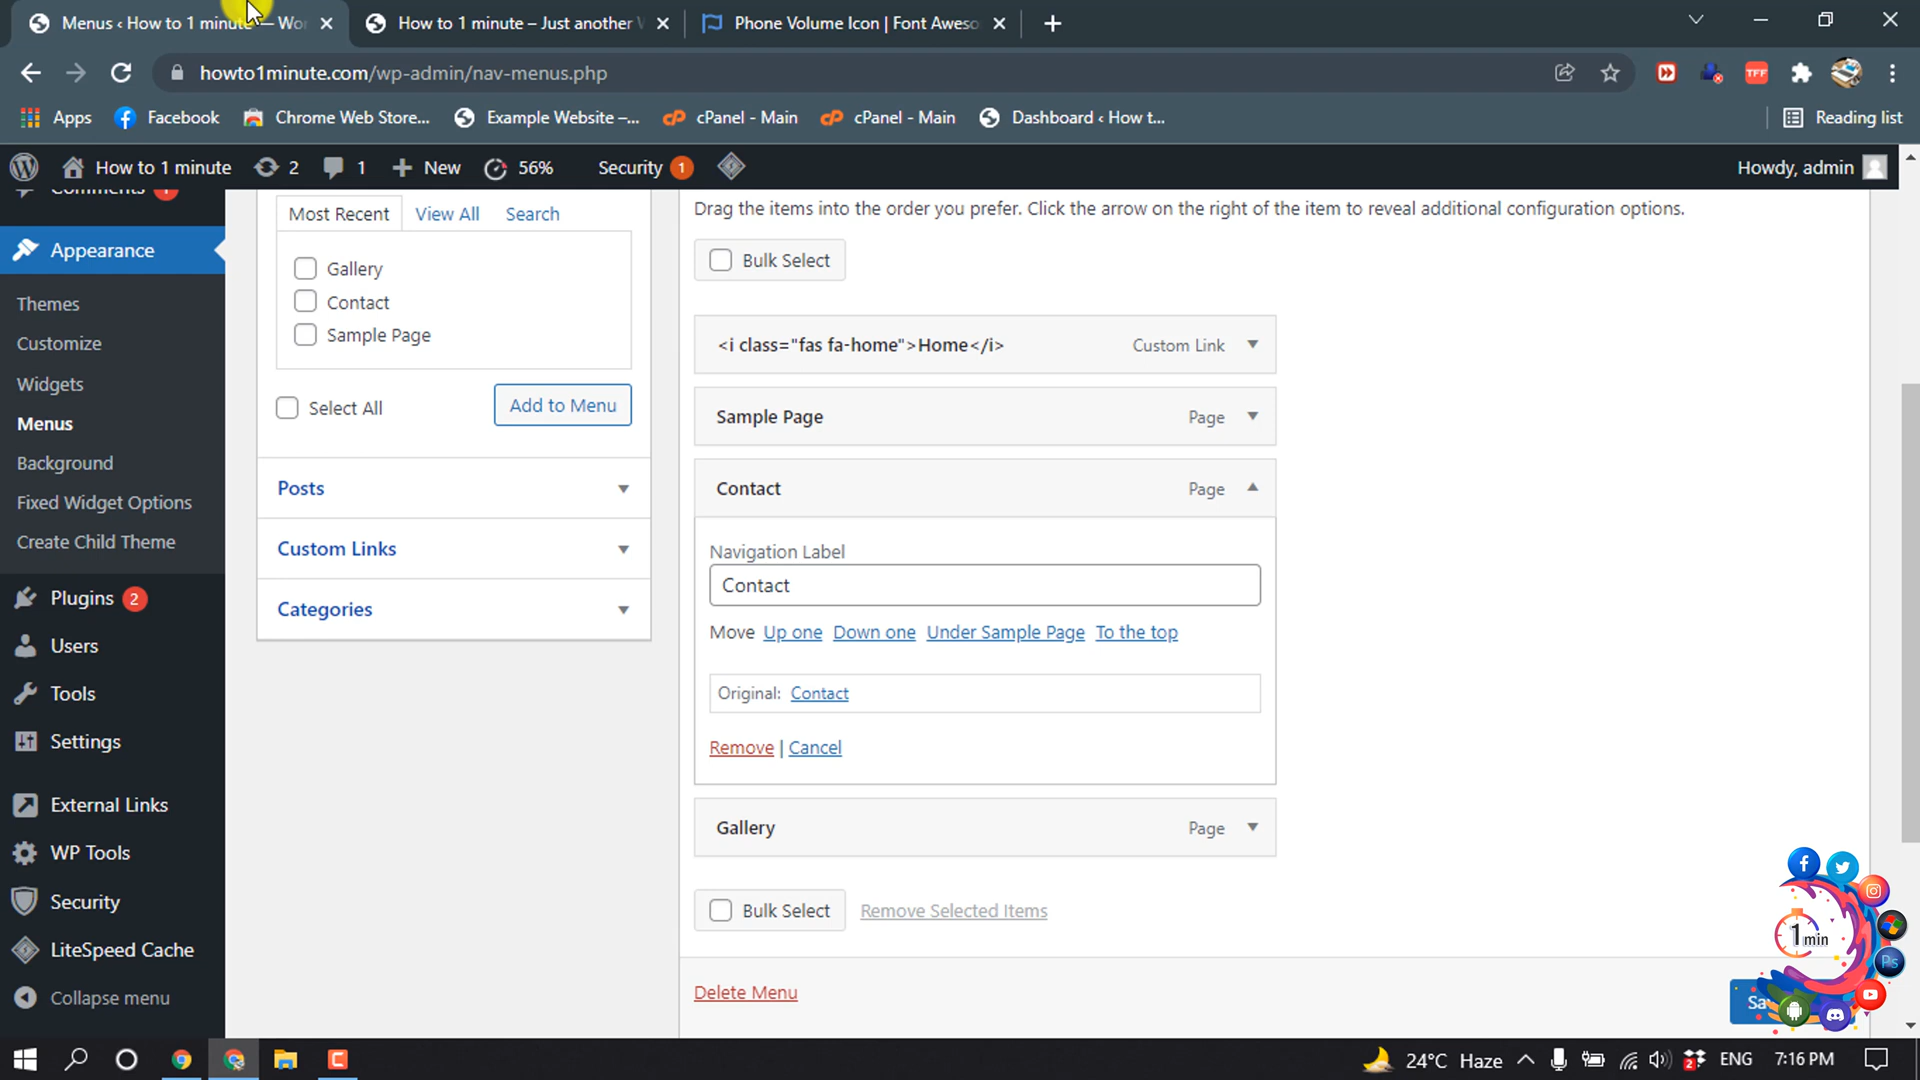 Menus ‹ How to 1 minute — Wor
How to 1 minute – Just another W
Phone Volume Icon | Font Aweso
howto1minute.com/wp-admin/nav-menus.php
Apps
Facebook
Chrome Web Store...
Example Website –...
cPanel - Main
cPanel - Main
Dashboard ‹ How t...
Reading list
How to 1 minute
2
1
New
56%
Security 1
Howdy, admin
Comments
Appearance
Themes
Customize
Widgets
Menus
Background
Fixed Widget Options
Create Child Theme
Plugins 2
Users
Tools
Settings
External Links
WP Tools
Security
LiteSpeed Cache
Collapse menu
Most Recent
View All
Search
Gallery
Contact
Sample Page
Select All
Add to Menu
Posts
Custom Links
Categories
Drag the items into the order you prefer. Click the arrow on the right of the item to reveal additional configuration options.
Bulk Select
<i class="fas fa-home">Home</i>
Custom Link
Sample Page
Page
Contact
Page
Navigation Label
Contact
Move Up one Down one Under Sample Page To the top
Original: Contact
Remove | Cancel
Gallery
Page
Bulk Select
Remove Selected Items
Delete Menu
1min
Ps
24°C Haze
ENG
7:16 PM